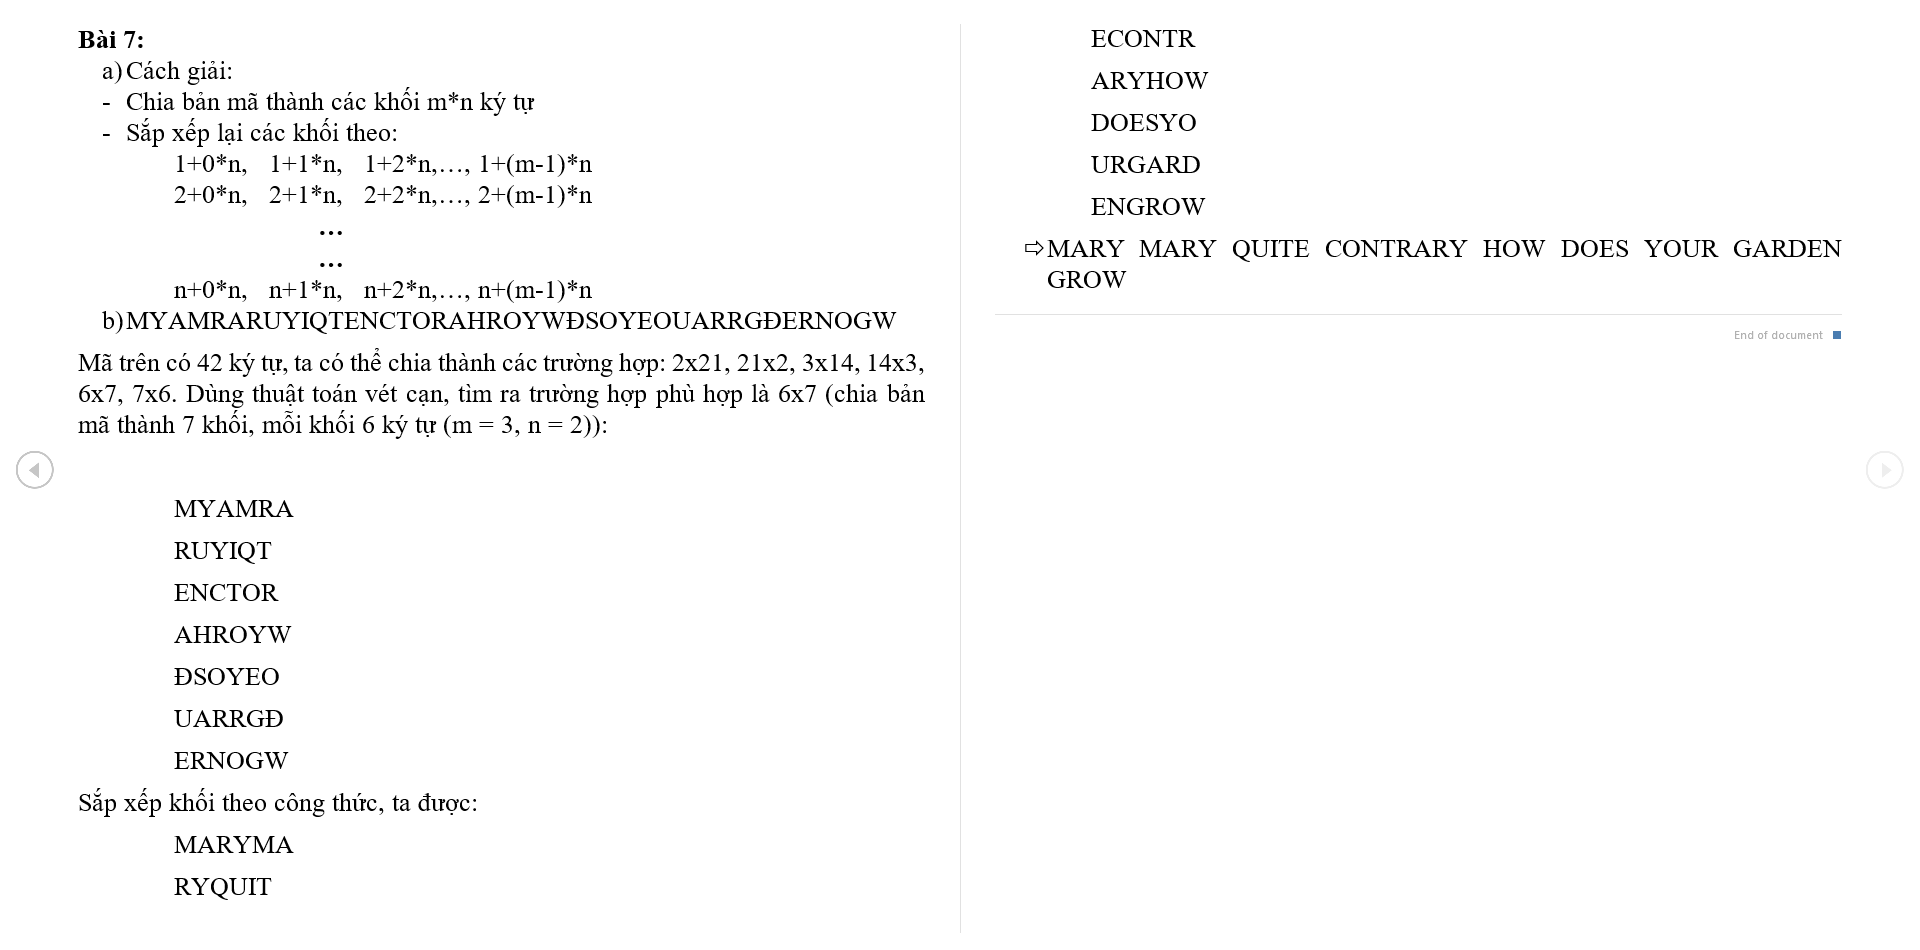 Bài 7:
a) Cách giải:
- Chia bản mã thành các khối m*n ký tự
- Sắp xếp lại các khối theo:
1+0*n, 1+1*n, 1+2*n,…, 1+(m-1)*n
2+0*n, 2+1*n, 2+2*n,…, 2+(m-1)*n
…
…
n+0*n, n+1*n, n+2*n,…, n+(m-1)*n
b) MYAMRARUYIQTENCTORAHROYWĐSOYEOUARRGĐERNOGW
Mã trên có 42 ký tự, ta có thể chia thành các trường hợp: 2x21, 21x2, 3x14, 14x3,
6x7, 7x6. Dùng thuật toán vét cạn, tìm ra trường hợp phù hợp là 6x7 (chia bản
mã thành 7 khối, mỗi khối 6 ký tự (m = 3, n = 2)):
MYAMRA
RUYIQT
ENCTOR
AHROYW
ĐSOYEO
UARRGĐ
ERNOGW
Sắp xếp khối theo công thức, ta được:
MARYMA
RYQUIT
ECONTR
ARYHOW
DOESYO
URGARD
ENGROW
⇨ MARY MARY QUITE CONTRARY HOW DOES YOUR GARDEN
GROW
End of document